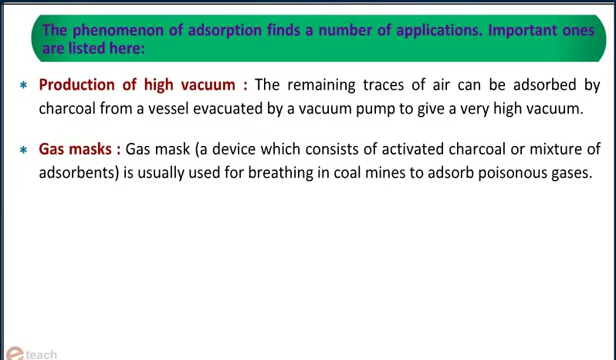 The phenomenon of adsorption finds a number of applications. Important ones
are listed here:
* Production of high vacuum : The remaining traces of air can be adsorbed by
charcoal from a vessel evacuated by a vacuum pump to give a very high vacuum.
* Gas masks : Gas mask (a device which consists of activated charcoal or mixture of
adsorbents) is usually used for breathing in coal mines to adsorb poisonous gases.
e teach